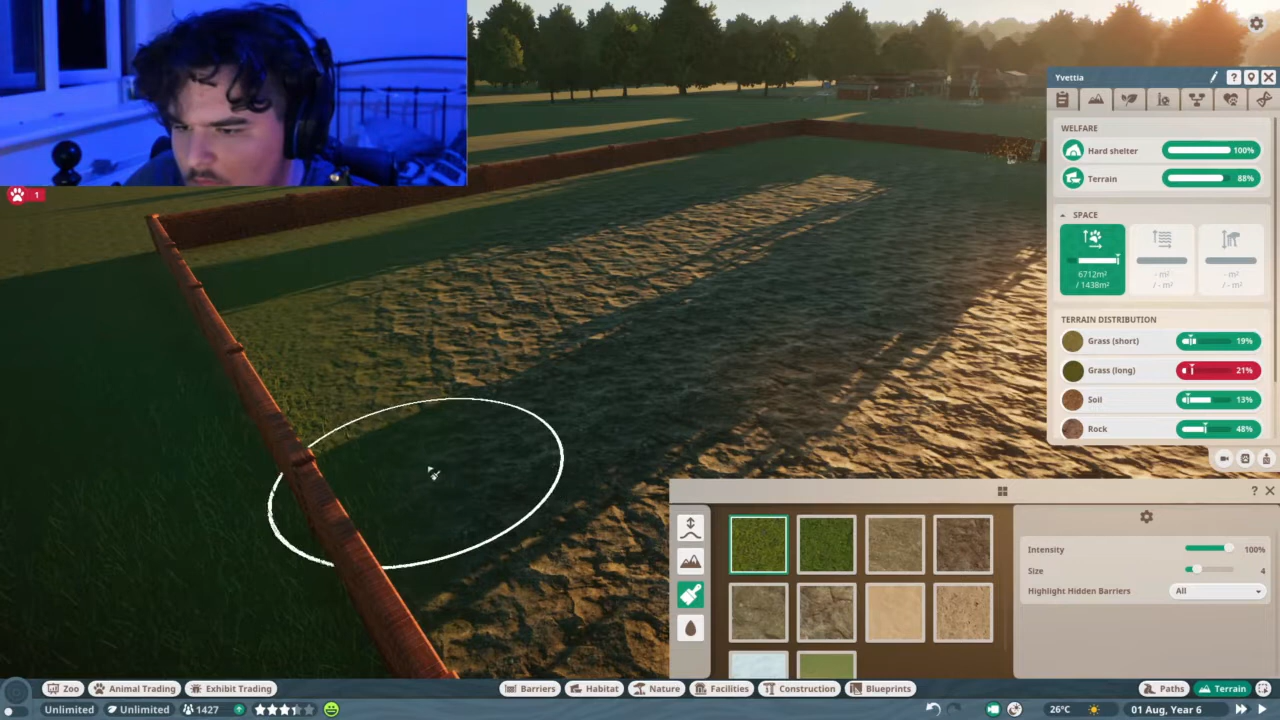 Yvettia
?
1
WELFARE
Hard shelter 100%
Terrain 88%
SPACE
6712m² / 1438m²
- m² / - m²
- m² / - m²
TERRAIN DISTRIBUTION
Grass (short) 19%
Grass (long) 21%
Soil 13%
Rock 48%
?
Intensity 100%
Size 4
Highlight Hidden Barriers All
Zoo Animal Trading Exhibit Trading Barriers Habitat Nature Facilities Construction Blueprints Paths Terrain
Unlimited Unlimited 1427 26°C 01 Aug, Year 6